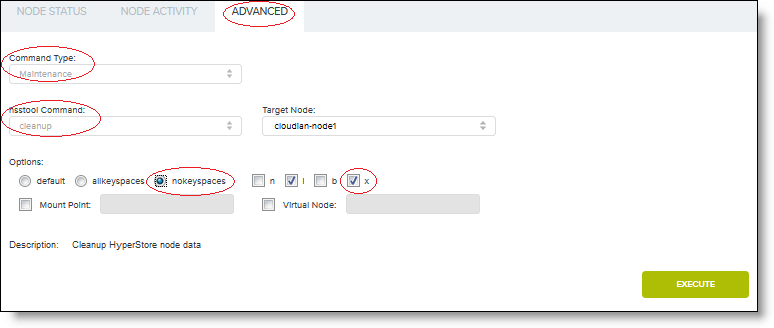 NODE STATUS NODE ACTIVITY ADVANCED
Command Type:
Maintenance
hsstool Command: Target Node:
cleanup cloudian-node1
Options:
default allkeyspaces nokeyspaces n l b x
Mount Point: Virtual Node:
Description: Cleanup HyperStore node data
EXECUTE